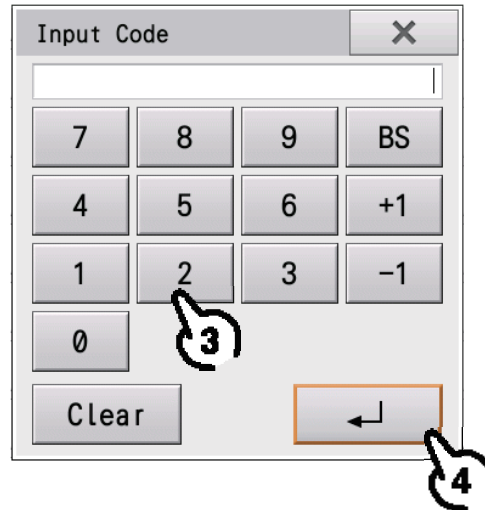 Input Code ×
7 8 9 BS
4 5 6 +1
1 2 3 -1
0 3
Clear ↵
4